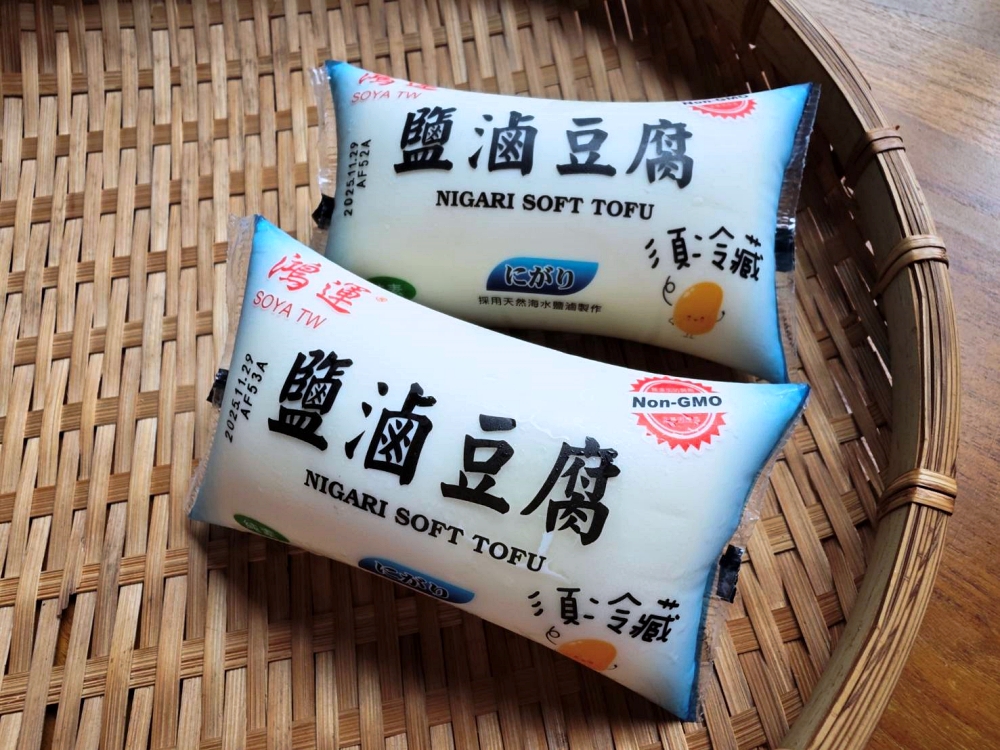 鴻運
SOYA TW
Non-GMO
2025.11.29
AF52A
鹽滷豆腐
NIGARI SOFT TOFU
須冷藏
にがり
採用天然海水鹽滷製作
鴻運®
SOYA TW
Non-GMO
2025.11.29
AF53A
鹽滷豆腐
NIGARI SOFT TOFU
にがり
須冷藏